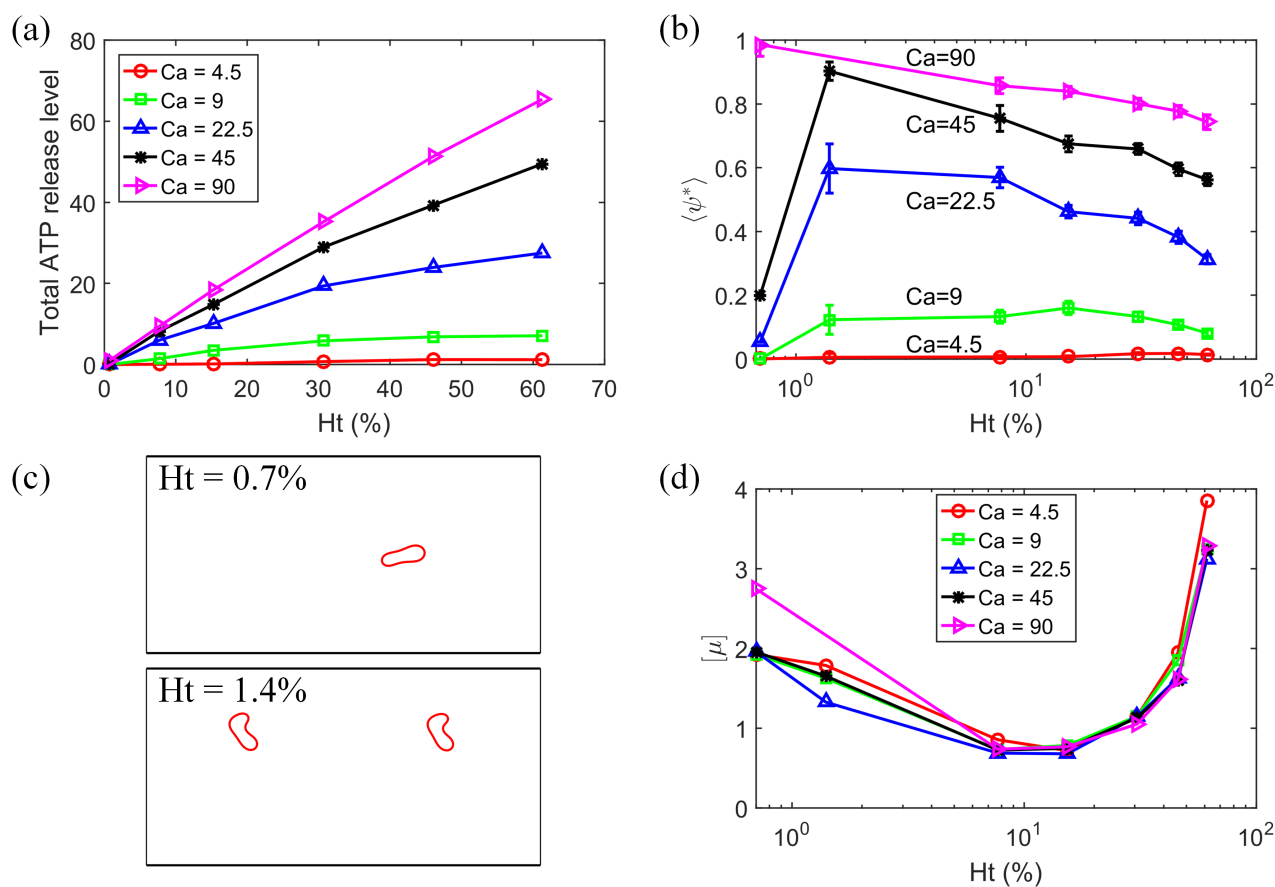 (a)
Total ATP release level
80
60
40
20
0
0 10 20 30 40 50 60 70
Ht (%)
Ca = 4.5
Ca = 9
Ca = 22.5
Ca = 45
Ca = 90
(b)
⟨ψ*⟩
1
0.8
0.6
0.4
0.2
0
10⁰ 10¹ 10²
Ht (%)
Ca=90
Ca=45
Ca=22.5
Ca=9
Ca=4.5
(c)
Ht = 0.7%
Ht = 1.4%
(d)
[μ]
4
3
2
1
0
10⁰ 10¹ 10²
Ht (%)
Ca = 4.5
Ca = 9
Ca = 22.5
Ca = 45
Ca = 90